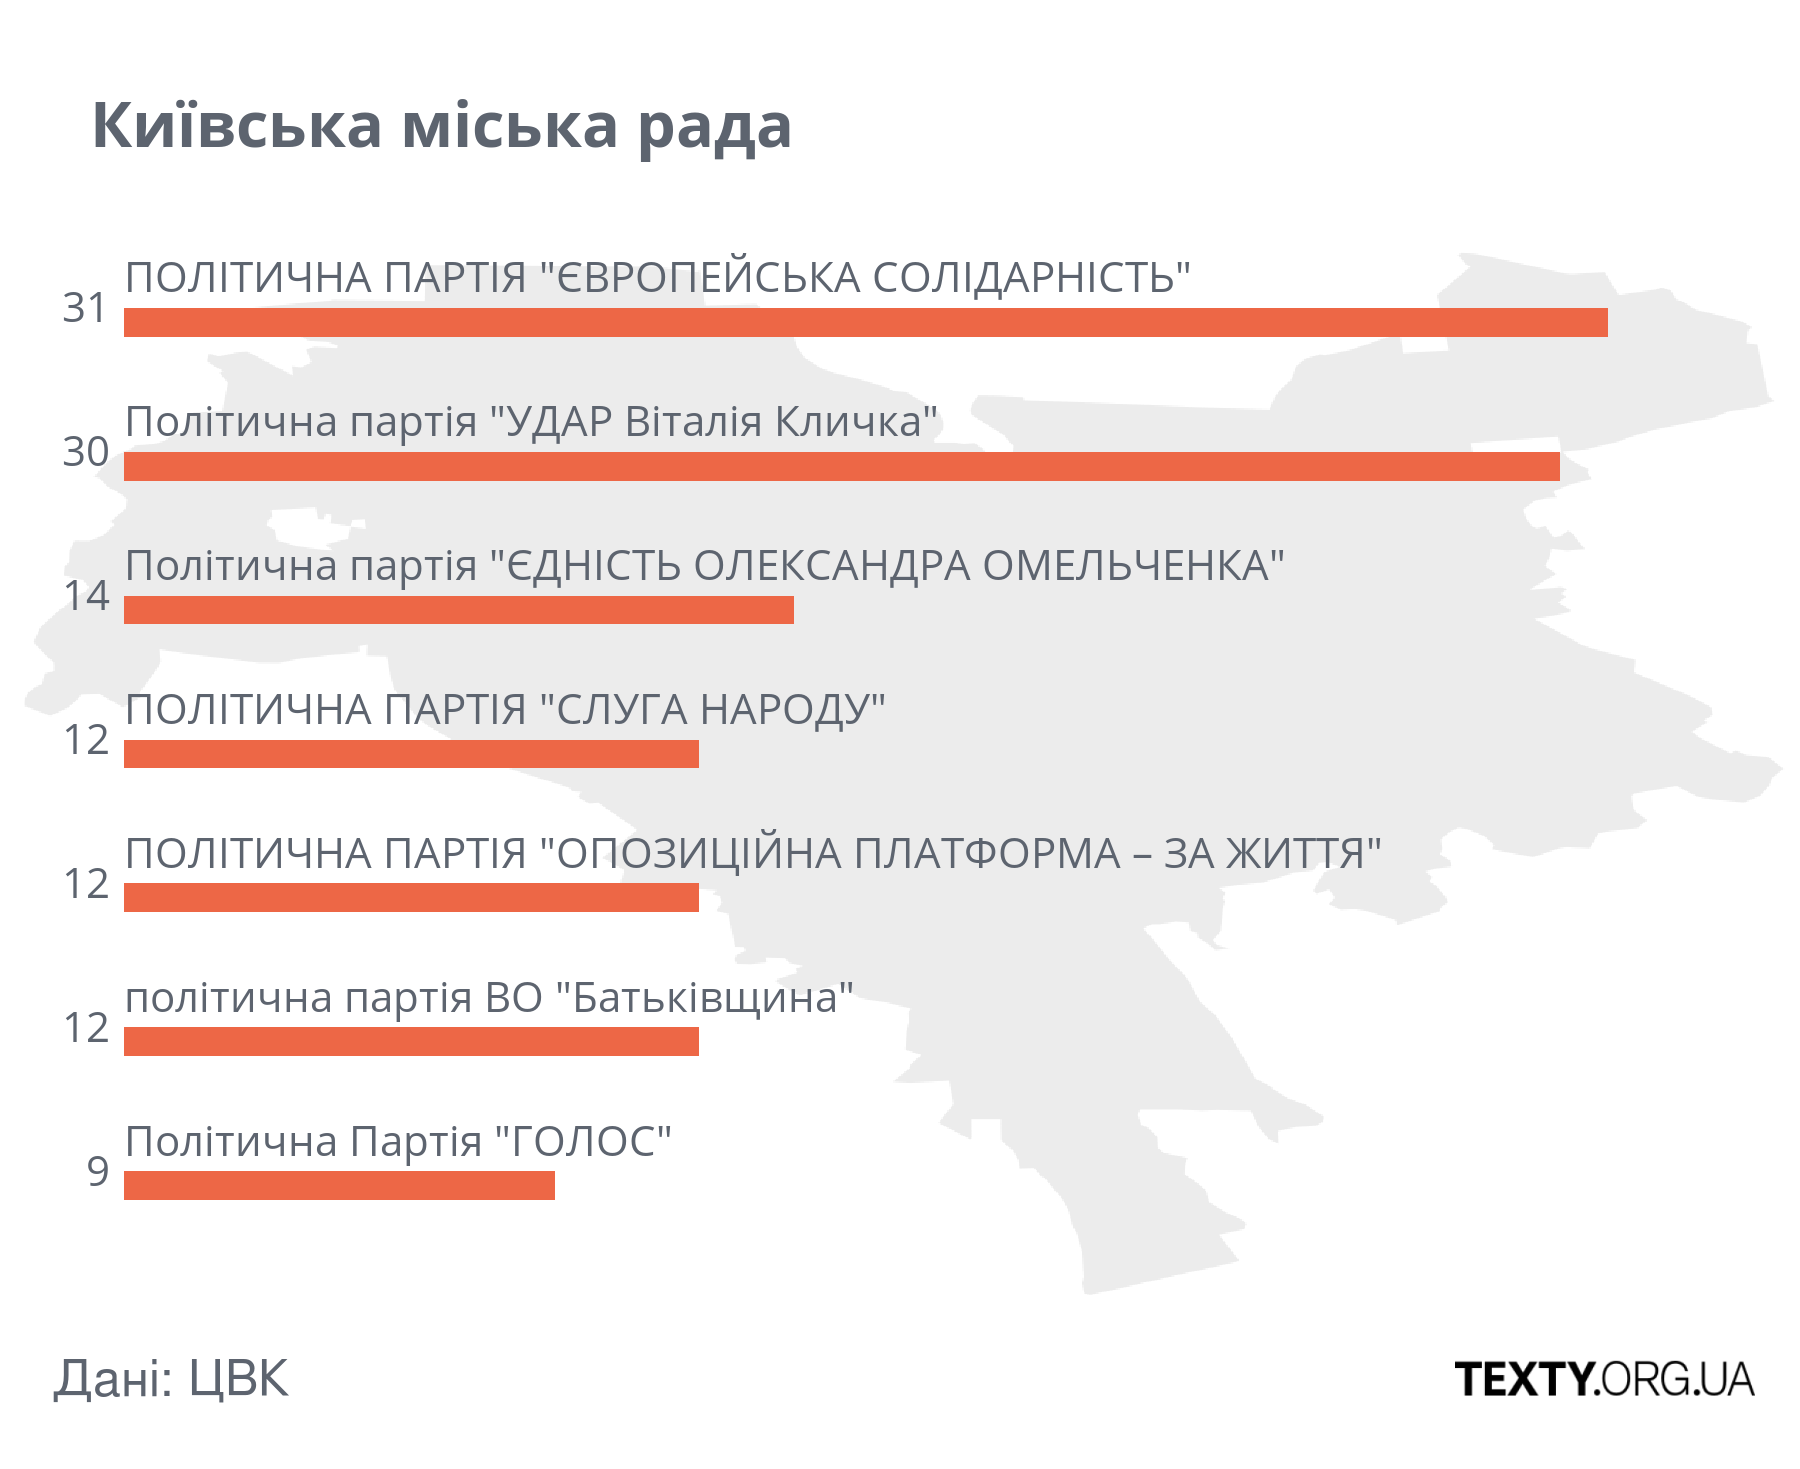 Київська міська рада
ПОЛІТИЧНА ПАРТІЯ "ЄВРОПЕЙСЬКА СОЛІДАРНІСТЬ"
31
Політична партія "УДАР Віталія Кличка"
30
Політична партія "ЄДНІСТЬ ОЛЕКСАНДРА ОМЕЛЬЧЕНКА"
14
ПОЛІТИЧНА ПАРТІЯ "СЛУГА НАРОДУ"
12
ПОЛІТИЧНА ПАРТІЯ "ОПОЗИЦІЙНА ПЛАТФОРМА – ЗА ЖИТТЯ"
12
політична партія ВО "Батьківщина"
12
Політична Партія "ГОЛОС"
9
Дані: ЦВК
TEXTY.ORG.UA